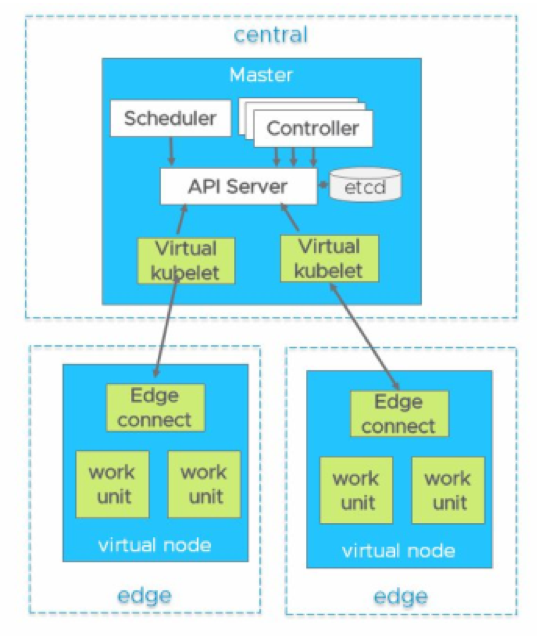 central
Master
Scheduler
Controller
API Server
etcd
Virtual
kubelet
Virtual
kubelet
Edge
connect
work
unit
work
unit
virtual node
edge
Edge
connect
work
unit
work
unit
virtual node
edge